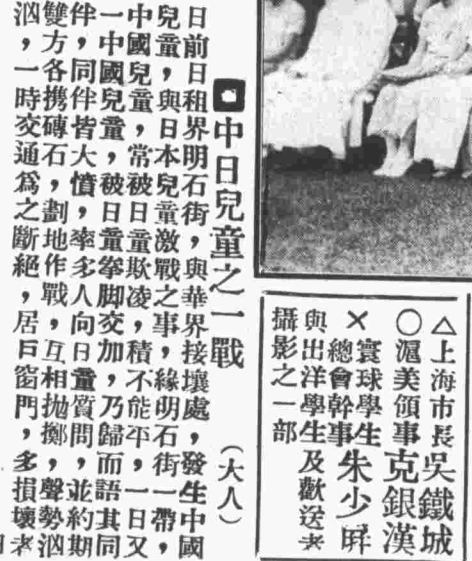 △上海市長吳鐵城
○滬美領事克銀漢
×寰球學生
總會幹事朱少屏
與出洋學生及歡送者
攝影之一部
中日兒童之一戰 (大人)
日前日租界明石街,與華界接壤處,發生中國
兒童,與日本兒童激戰之事,緣明石街一帶,
中國兒童,常被日童欺凌,積不能平,一日又
一中國兒童,被日童拳脚交加,乃歸而語其同
伴,同伴皆大憤,率多人向日童質問,並約期
雙方各携磚石,劃地作戰,互相拋擲,聲勢洶
洶,一時交通爲之斷絕,居戶窗門,多損壞者